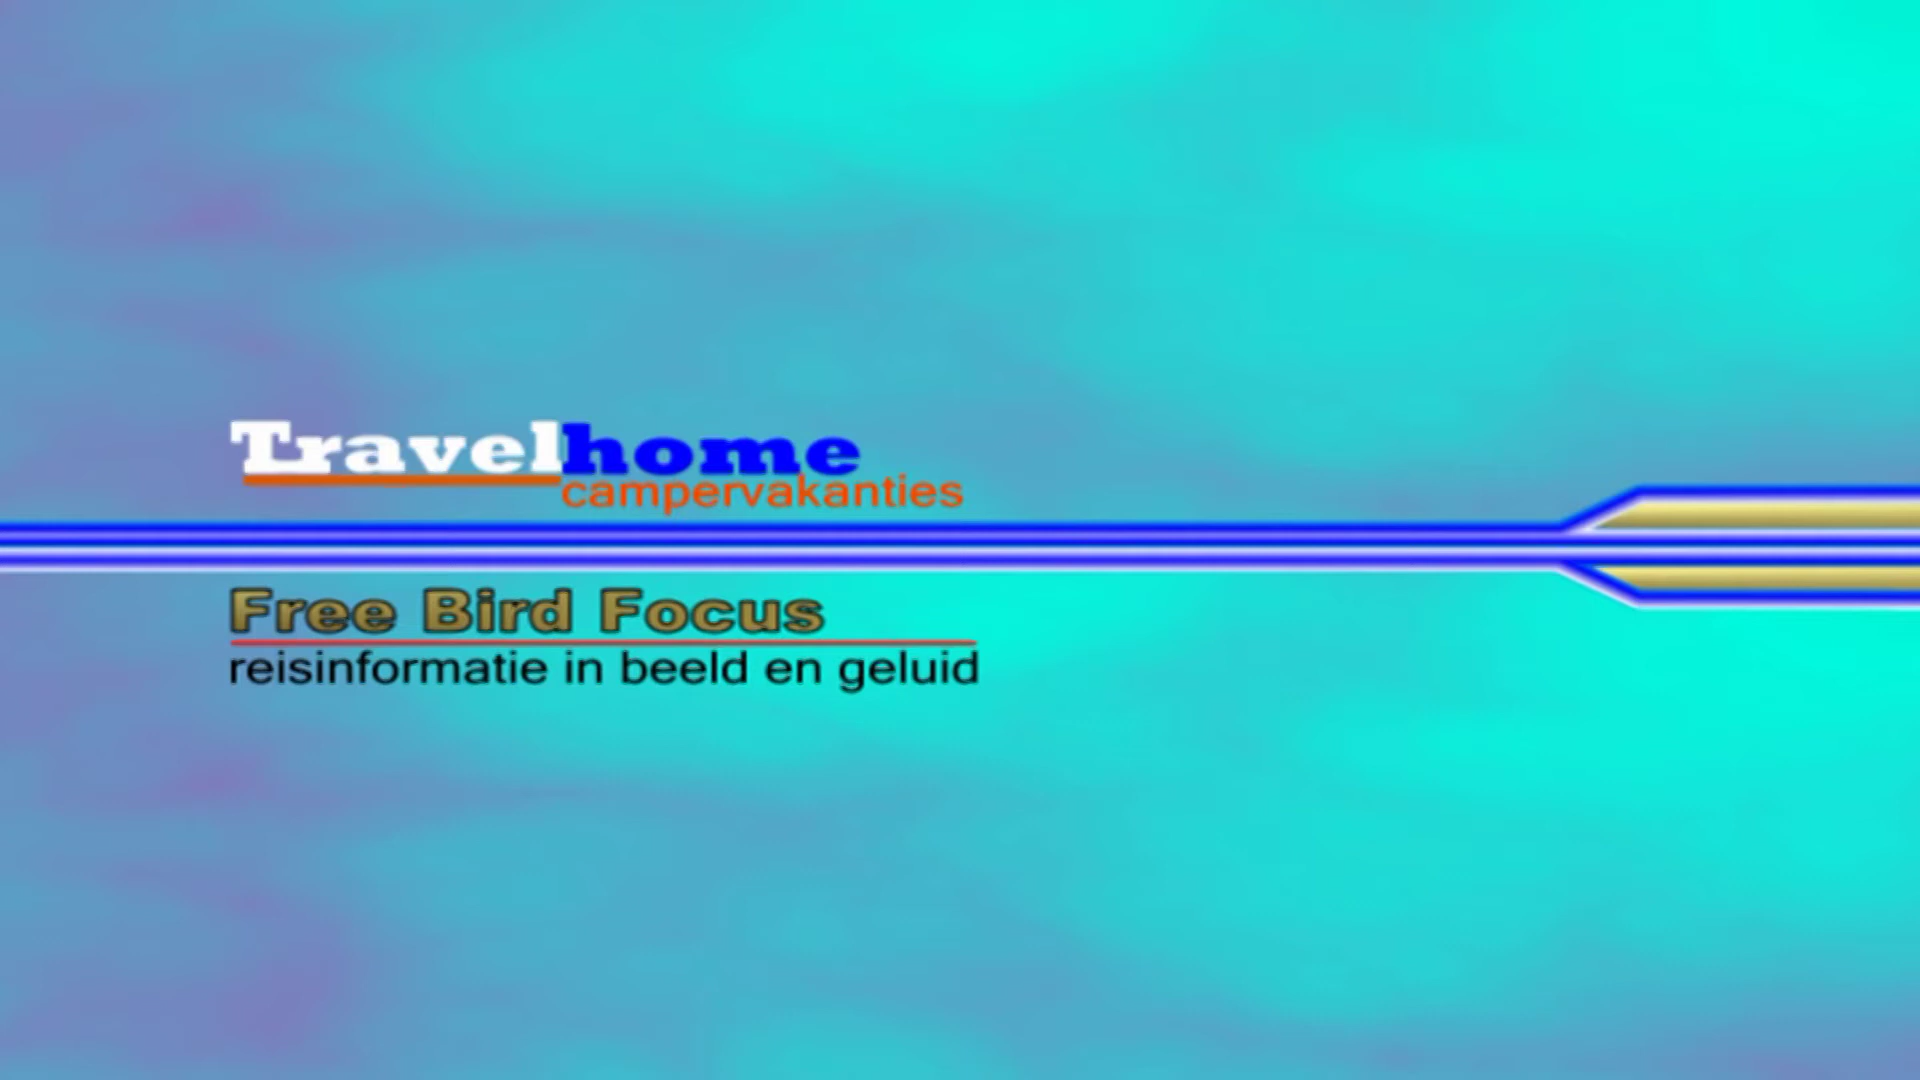 Travelhome
campervakanties
Free Bird Focus
reisinformatie in beeld en geluid